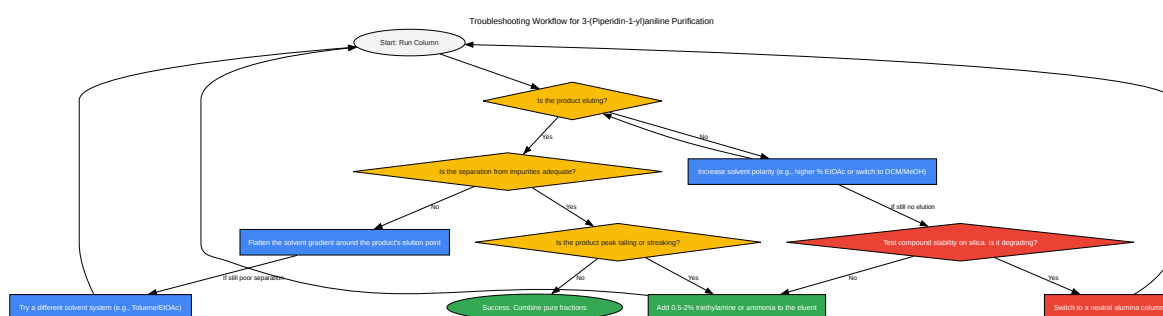 Troubleshooting Workflow for 3-(Piperidin-1-yl)aniline Purification
Start: Run Column
Is the product eluting?
No
Yes
Is the separation from impurities adequate?
Increase solvent polarity (e.g., higher % EtOAc or switch to DCM/MeOH)
No
Yes
If still no elution
Flatten the solvent gradient around the product's elution point
Is the product peak tailing or streaking?
Test compound stability on silica. Is it degrading?
If still poor separation
No
Yes
No
Yes
Try a different solvent system (e.g., Toluene/EtOAc)
Success: Combine pure fractions
Add 0.5-2% triethylamine or ammonia to the eluent
Switch to a neutral alumina column